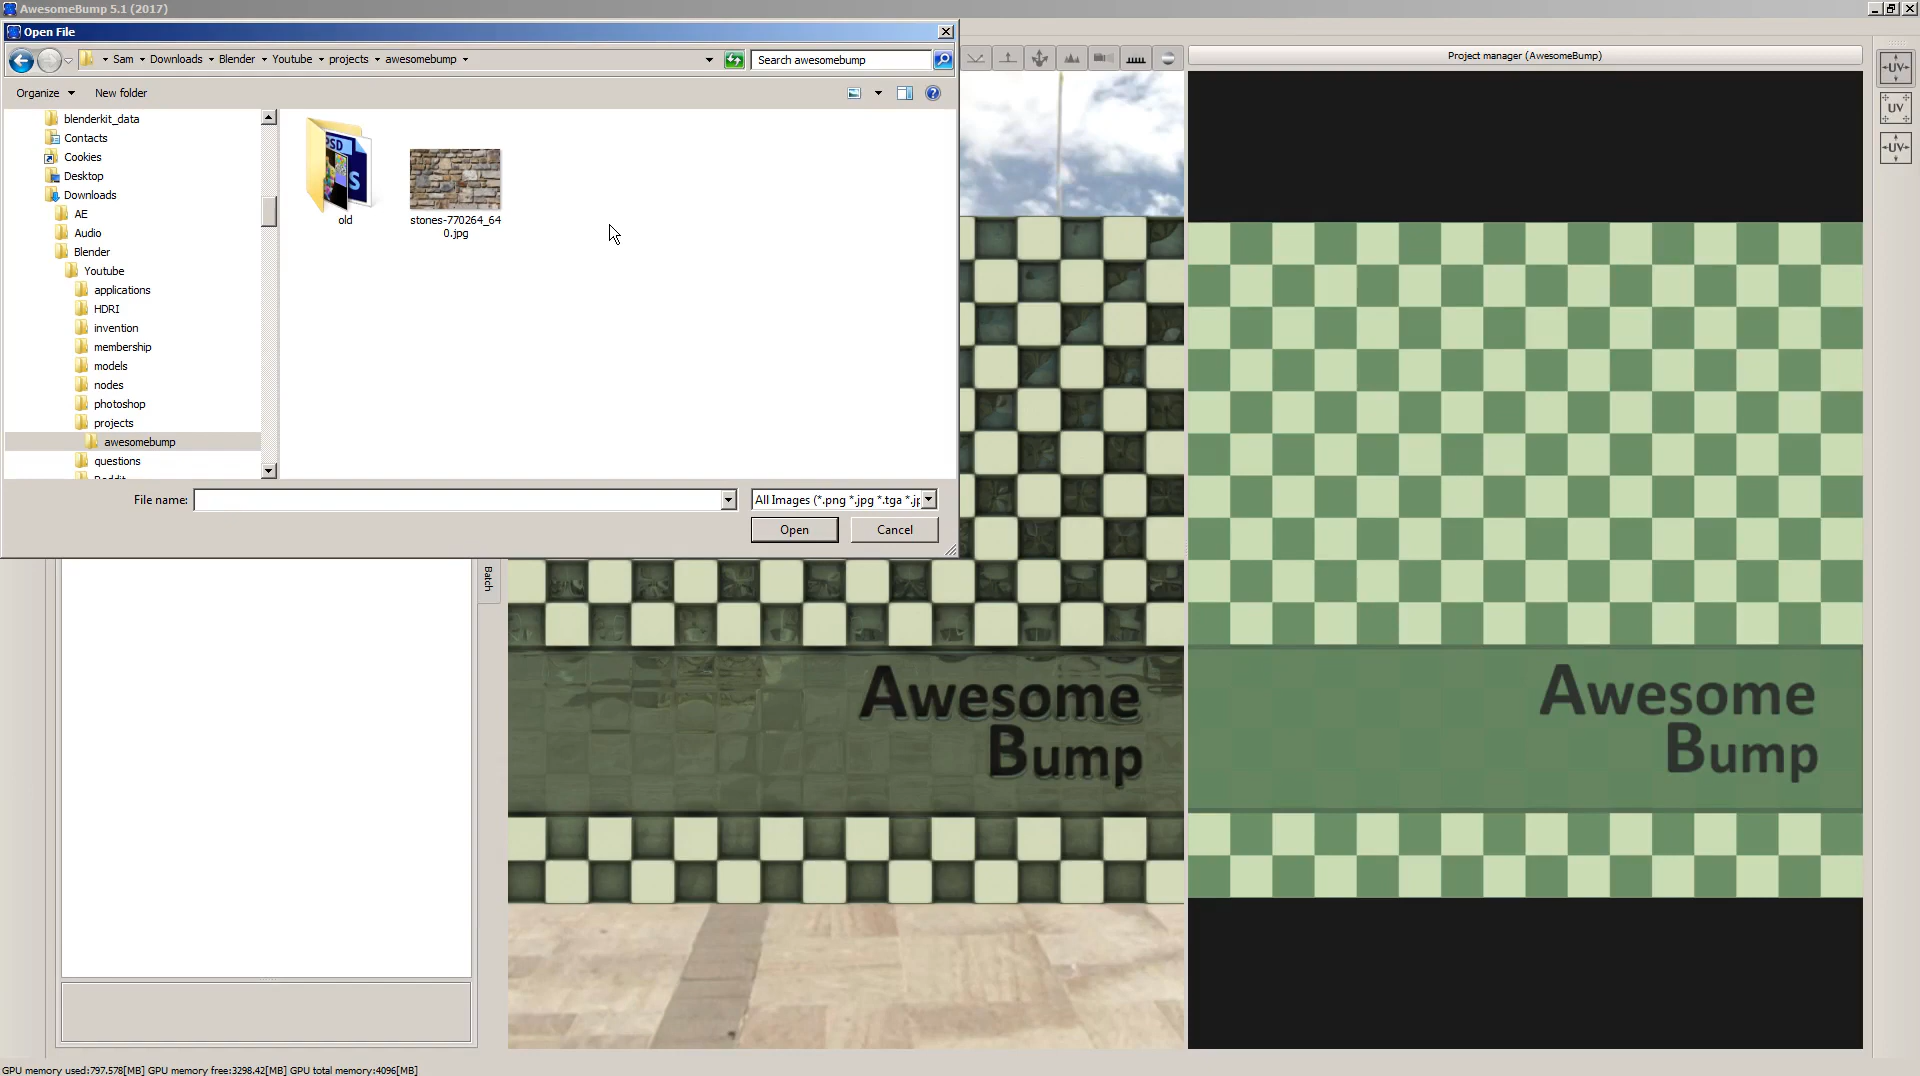 AwesomeBump 5.1 (2017)
Open File
Sam Downloads Blender Youtube projects awesomebump
Search awesomebump
Project manager (AwesomeBump)
Organize
New folder
blenderkit_data
Contacts
Cookies
Desktop
Downloads
AE
Audio
Blender
Youtube
applications
HDRI
invention
membership
models
nodes
photoshop
projects
awesomebump
questions
old
stones-770264_64
0.jpg
File name:
All Images (*.png *.jpg *.tga *.jp
Open
Cancel
Batch
UV
UV
UV
Awesome
Bump
Awesome
Bump
GPU memory used:797.578[MB] GPU memory free:3298.42[MB] GPU total memory:4096[MB]